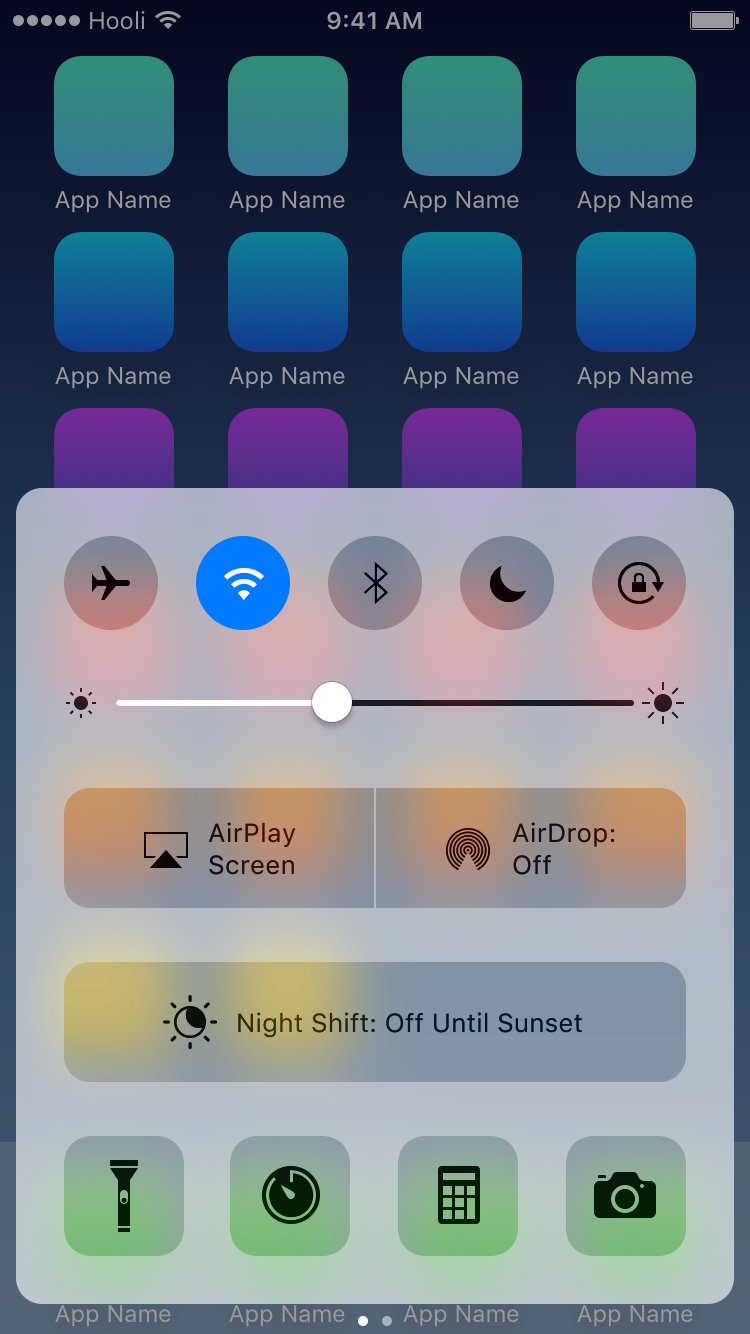 Hooli 9:41 AM
App Name App Name App Name App Name
App Name App Name App Name App Name
AirPlay
Screen
AirDrop:
Off
Night Shift: Off Until Sunset
App Name App Name App Name App Name